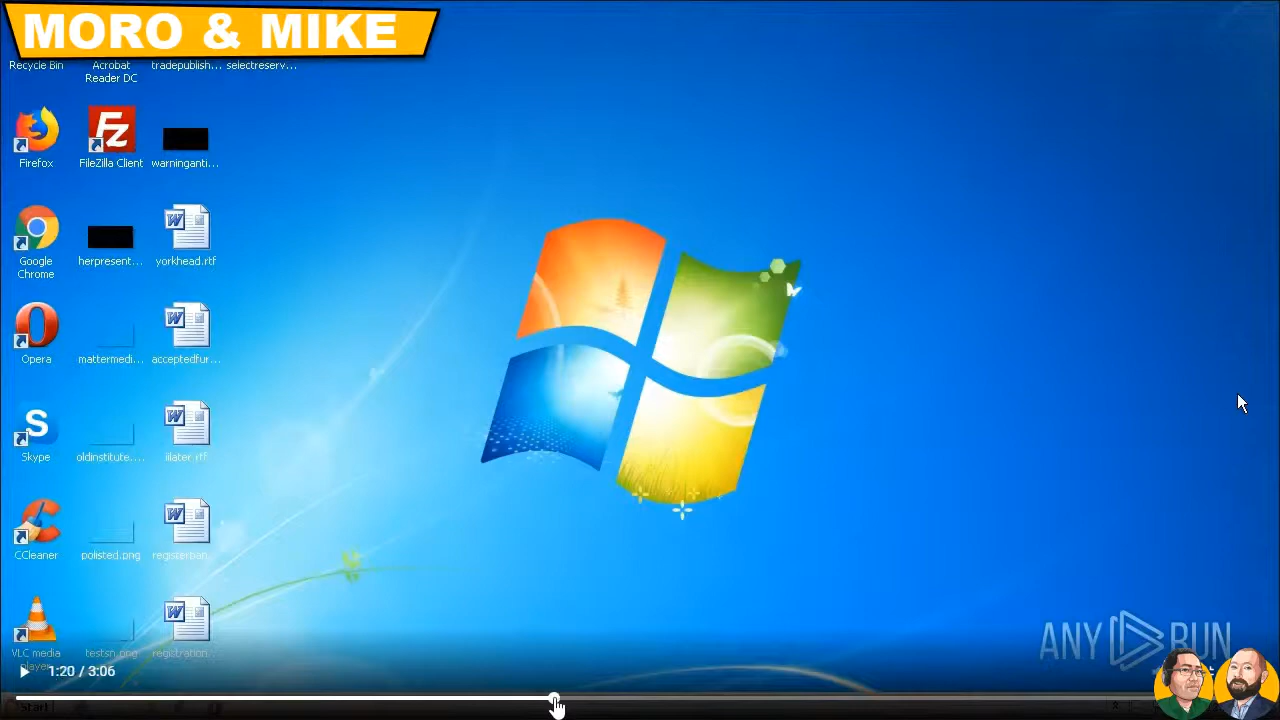 MORO & MIKE
Recycle Bin
Acrobat
Reader DC
tradepublish...
selectreserv...
Firefox
FileZilla Client
warninganti...
Google
Chrome
herpresent...
yorkhead.rtf
Opera
mattermedi...
acceptedfur...
Skype
oldinstitute....
illater.rtf
CCleaner
polisted.png
registerban...
VLC media
player
testsn.png
registration...
1:20 / 3:06
ANY RUN
Start